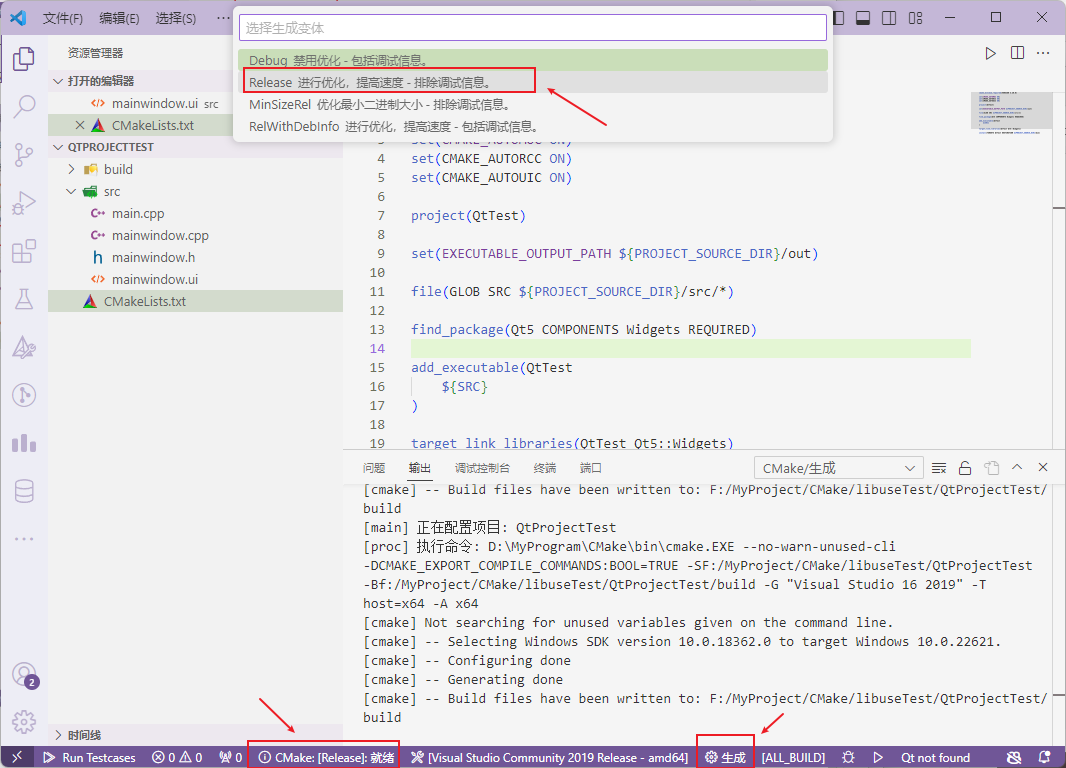 文件(F) 编辑(E) 选择(S) ···
选择生成变体
Debug 禁用优化 - 包括调试信息。
Release 进行优化，提高速度 - 排除调试信息。
MinSizeRel 优化最小二进制大小 - 排除调试信息。
RelWithDebInfo 进行优化，提高速度 - 包括调试信息。
资源管理器
打开的编辑器
mainwindow.ui src
CMakeLists.txt
QTPROJECTTEST
build
src
main.cpp
mainwindow.cpp
mainwindow.h
mainwindow.ui
CMakeLists.txt
时间线
2
set(CMAKE_AUTOMOC ON)
4 set(CMAKE_AUTORCC ON)
5 set(CMAKE_AUTOUIC ON)
6
7 project(QtTest)
8
9 set(EXECUTABLE_OUTPUT_PATH ${PROJECT_SOURCE_DIR}/out)
10
11 file(GLOB SRC ${PROJECT_SOURCE_DIR}/src/*)
12
13 find_package(Qt5 COMPONENTS Widgets REQUIRED)
14
15 add_executable(QtTest
16 ${SRC}
17 )
18
19 target_link_libraries(QtTest Qt5::Widgets)
问题 输出 调试控制台 终端 端口 CMake/生成
[cmake] -- Build files have been written to: F:/MyProject/CMake/libuseTest/QtProjectTest/
build
[main] 正在配置项目: QtProjectTest
[proc] 执行命令: D:\MyProgram\CMake\bin\cmake.EXE --no-warn-unused-cli
-DCMAKE_EXPORT_COMPILE_COMMANDS:BOOL=TRUE -SF:/MyProject/CMake/libuseTest/QtProjectTest
-Bf:/MyProject/CMake/libuseTest/QtProjectTest/build -G "Visual Studio 16 2019" -T
host=x64 -A x64
[cmake] Not searching for unused variables given on the command line.
[cmake] -- Selecting Windows SDK version 10.0.18362.0 to target Windows 10.0.22621.
[cmake] -- Configuring done
[cmake] -- Generating done
[cmake] -- Build files have been written to: F:/MyProject/CMake/libuseTest/QtProjectTest/
build
Run Testcases 0 0 0 CMake: [Release]: 就绪 [Visual Studio Community 2019 Release - amd64] 生成 [ALL_BUILD] Qt not found